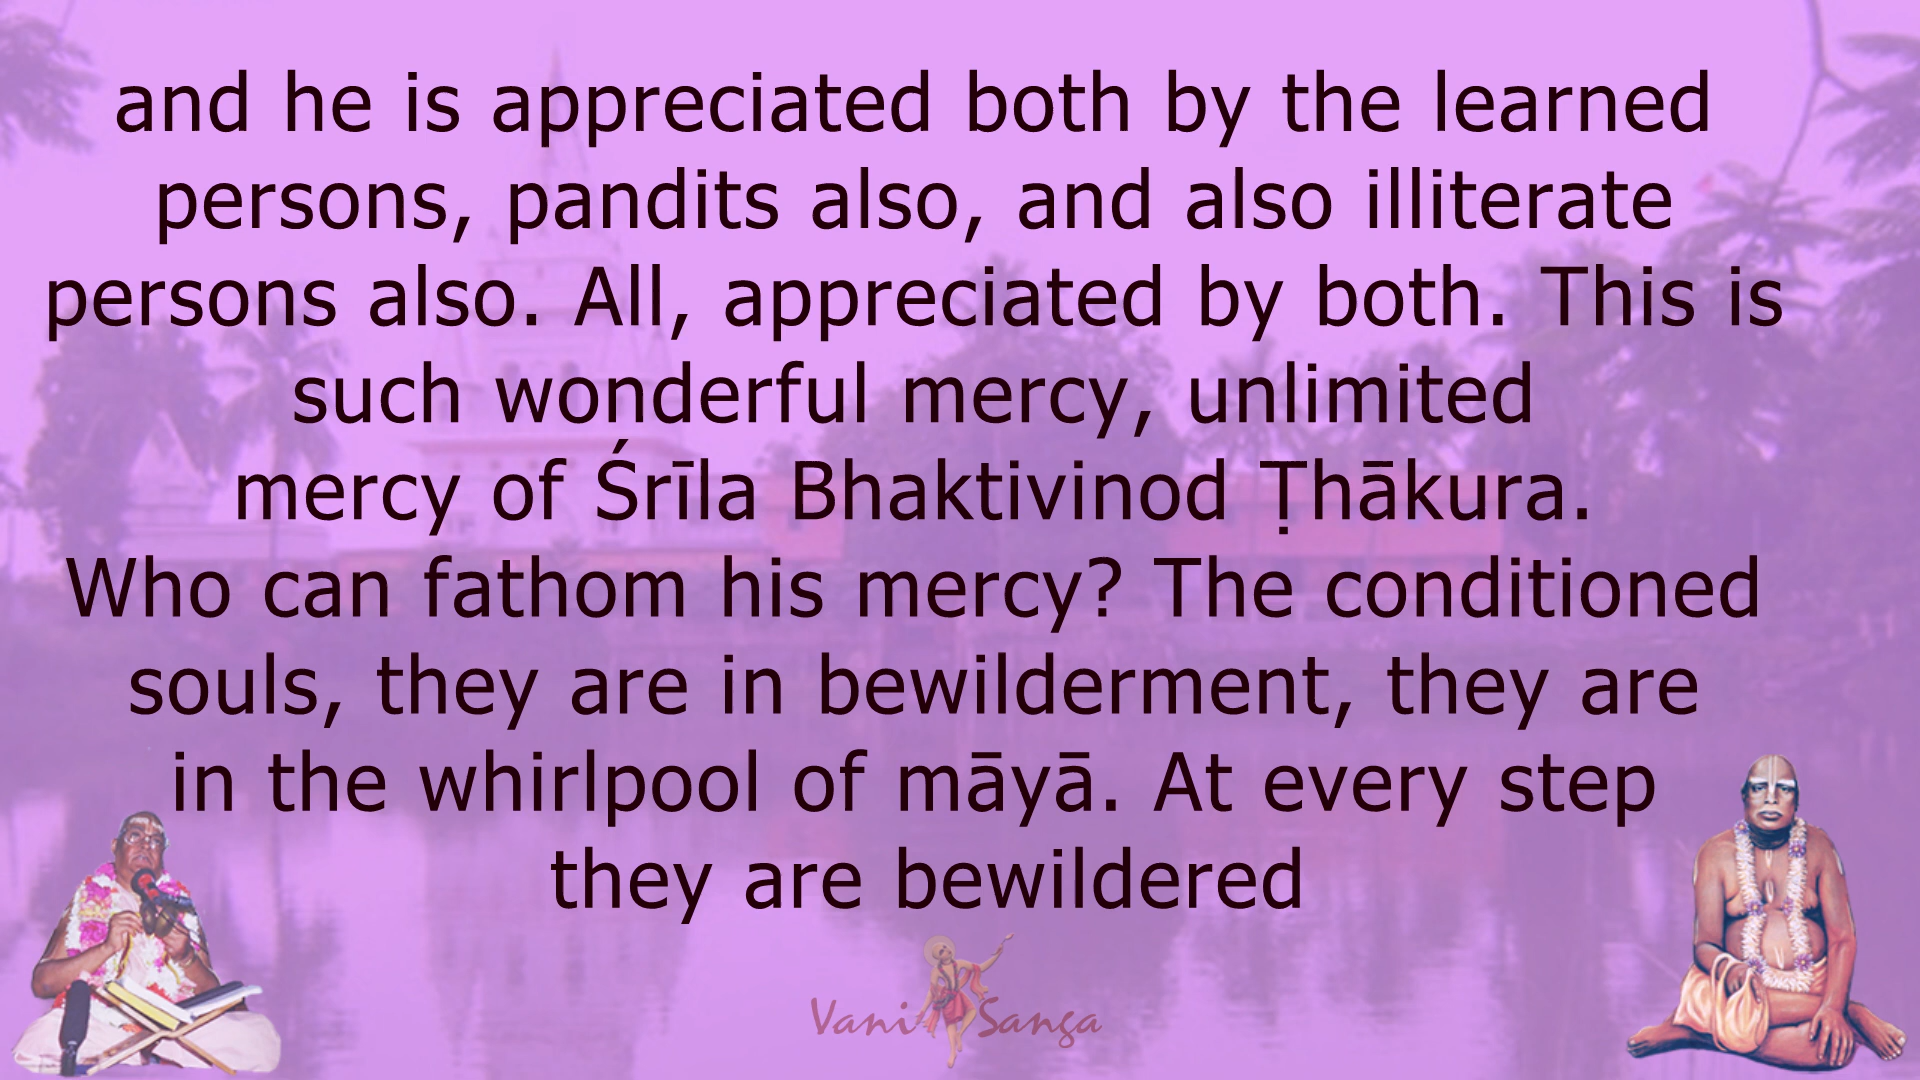 and he is appreciated both by the learned
persons, pandits also, and also illiterate
persons also. All, appreciated by both. This is
such wonderful mercy, unlimited
mercy of Śrīla Bhaktivinod Ṭhākura.
Who can fathom his mercy? The conditioned
souls, they are in bewilderment, they are
in the whirlpool of māyā. At every step
they are bewildered
Vani Sanga